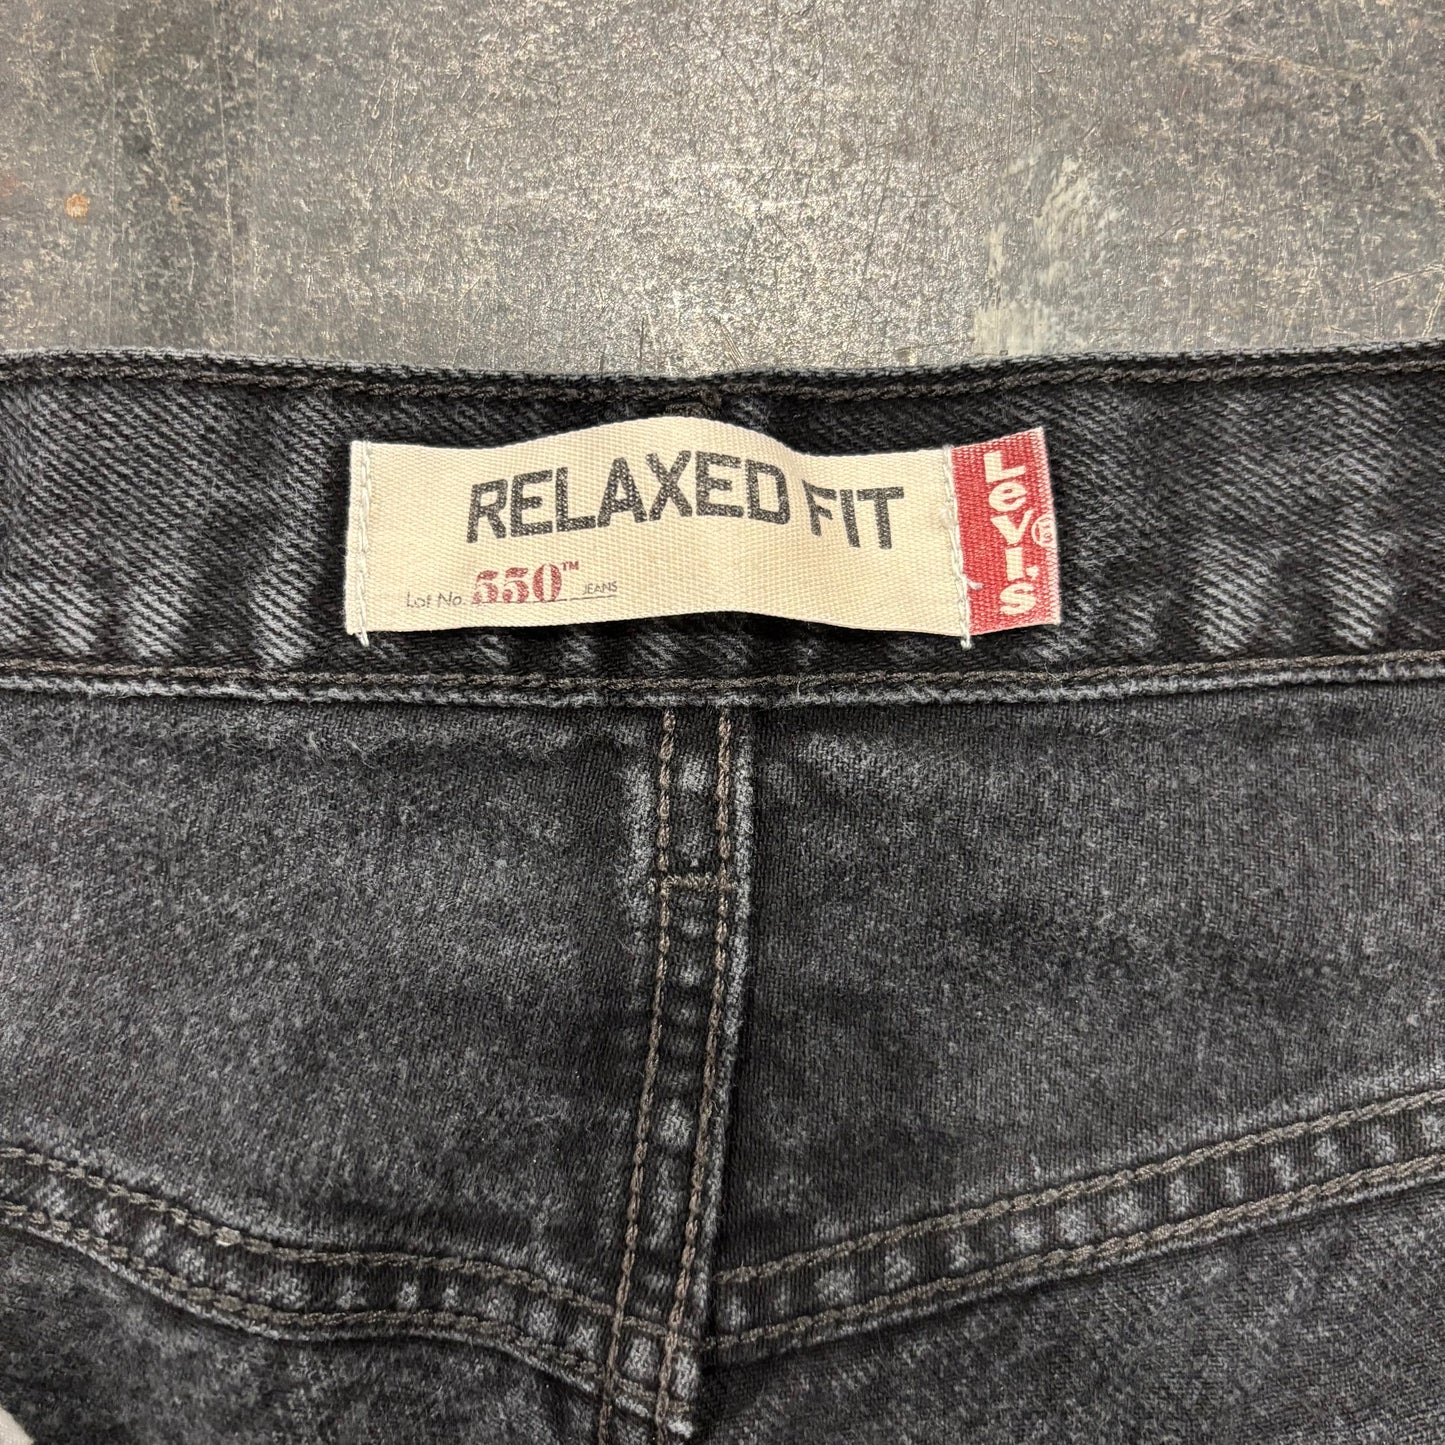 RELAXED FIT
Lot No. 550™ JEANS
Levi's®